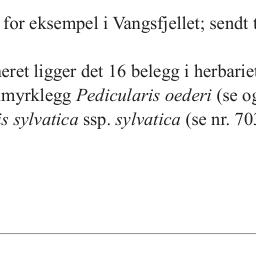 for eksempel i Vangsfjellet; sendt
eret ligger det 16 belegg i herbariet
myrklegg Pedicularis oederi (se og
s sylvatica ssp. sylvatica (se nr. 703